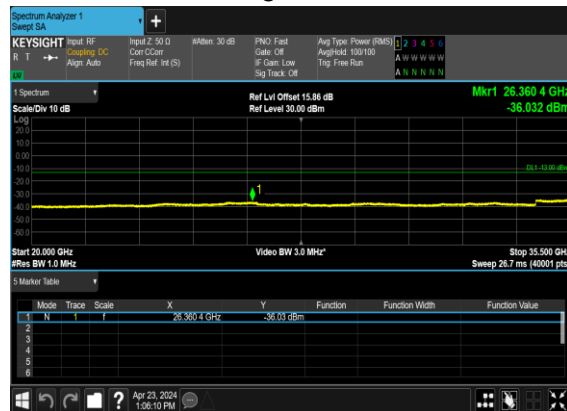 Spectrum Analyzer 1
Swept SA
KEYSIGHT Input: RF Input Z: 50 Ω #Atten: 30 dB PNO: Fast Avg Type: Power (RMS) 1 2 3 4 5 6
R T Coupling: DC Corr CCorr Gate: Off Avg|Hold: 100/100 A W W W W W
Align: Auto Freq Ref: Int (S) IF Gain: Low Trig: Free Run
Sig Track: Off A N N N N N
1 Spectrum Ref Lvl Offset 15.86 dB Mkr1 26.360 4 GHz
Scale/Div 10 dB Ref Level 30.00 dBm -36.032 dBm
Log
20.0
10.0
0.00
-10.0 DL1 -13.00 dBm
-20.0
-30.0 1
-40.0
-50.0
-60.0
Start 20.000 GHz Video BW 3.0 MHz* Stop 35.500 GHz
#Res BW 1.0 MHz Sweep 26.7 ms (40001 pts)
5 Marker Table
Mode Trace Scale X Y Function Function Width Function Value
1 N 1 f 26.360 4 GHz -36.03 dBm
2
3
4
5
6
? Apr 23, 2024
1:06:10 PM